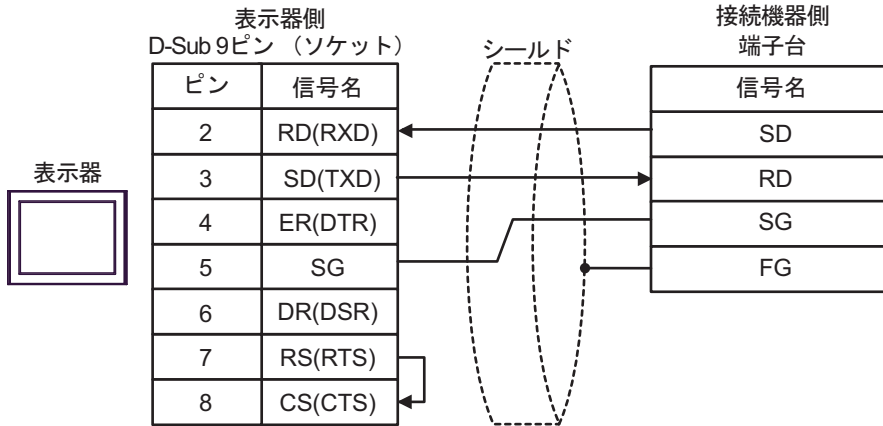 表示器側
D-Sub 9ピン （ソケット）
シールド
接続機器側
端子台
表示器
ピン 信号名
2 RD(RXD)
3 SD(TXD)
4 ER(DTR)
5 SG
6 DR(DSR)
7 RS(RTS)
8 CS(CTS)
信号名
SD
RD
SG
FG